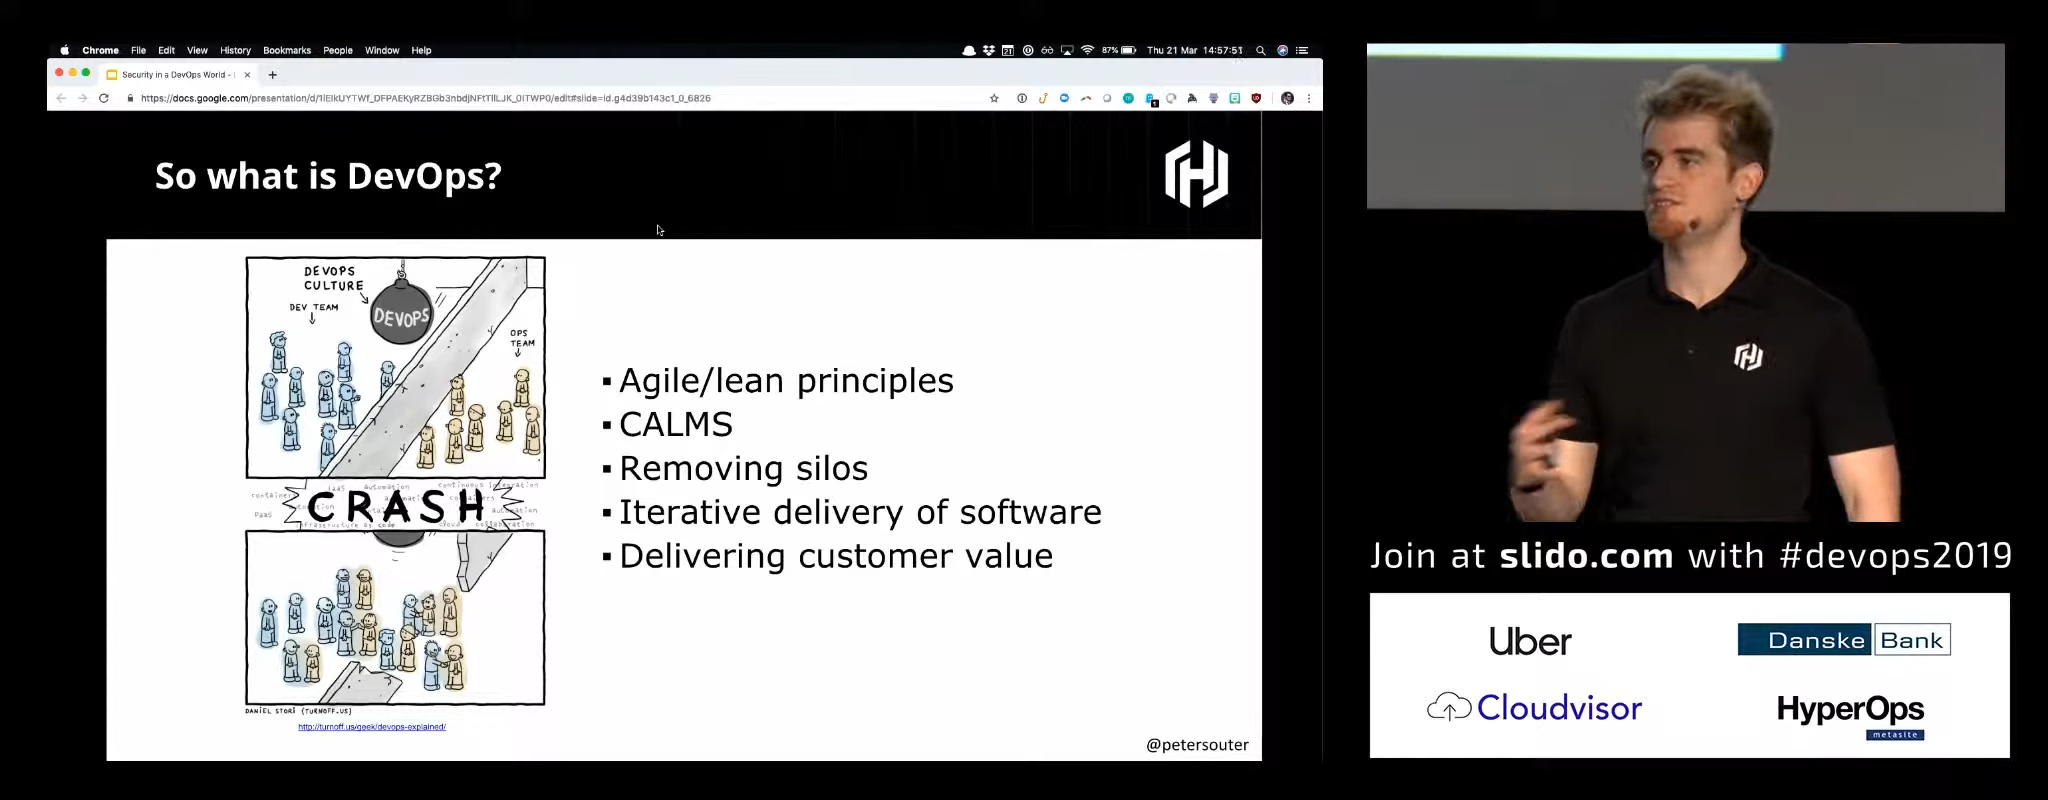 Chrome File Edit View History Bookmarks People Window Help
87% Thu 21 Mar 14:57:51
Security in a DevOps World -
So what is DevOps?
DEVOPS
CULTURE
DEV TEAM
DEVOPS
OPS
TEAM
CRASH
DANIEL STORI (TURNOFF.US)
http://turnoff.us/geek/devops-explained/
▪ Agile/lean principles
▪ CALMS
▪ Removing silos
▪ Iterative delivery of software
▪ Delivering customer value
@petersouter
Join at slido.com with #devops2019
Uber
Danske Bank
Cloudvisor
HyperOps
metasite